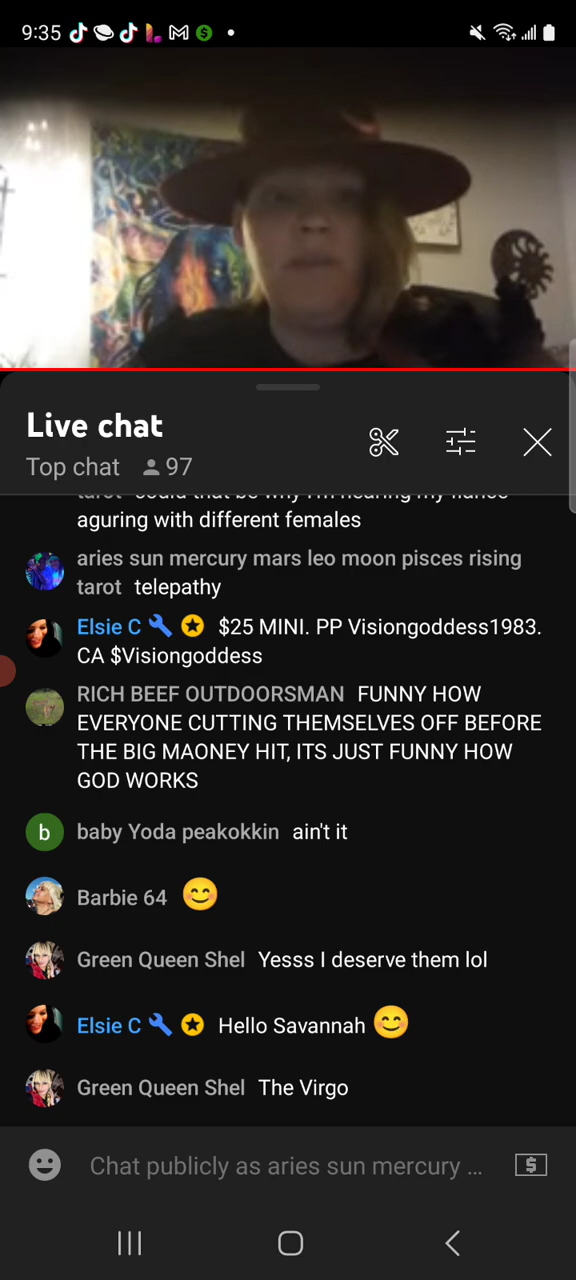 9:35
Live chat
Top chat 97
aguring with different females
aries sun mercury mars leo moon pisces rising
tarot telepathy
Elsie C $25 MINI. PP Visiongoddess1983.
CA $Visiongoddess
RICH BEEF OUTDOORSMAN FUNNY HOW
EVERYONE CUTTING THEMSELVES OFF BEFORE
THE BIG MAONEY HIT, ITS JUST FUNNY HOW
GOD WORKS
b baby Yoda peakokkin ain't it
Barbie 64 😊
Green Queen Shel Yesss I deserve them lol
Elsie C Hello Savannah 😊
Green Queen Shel The Virgo
Chat publicly as aries sun mercury ...